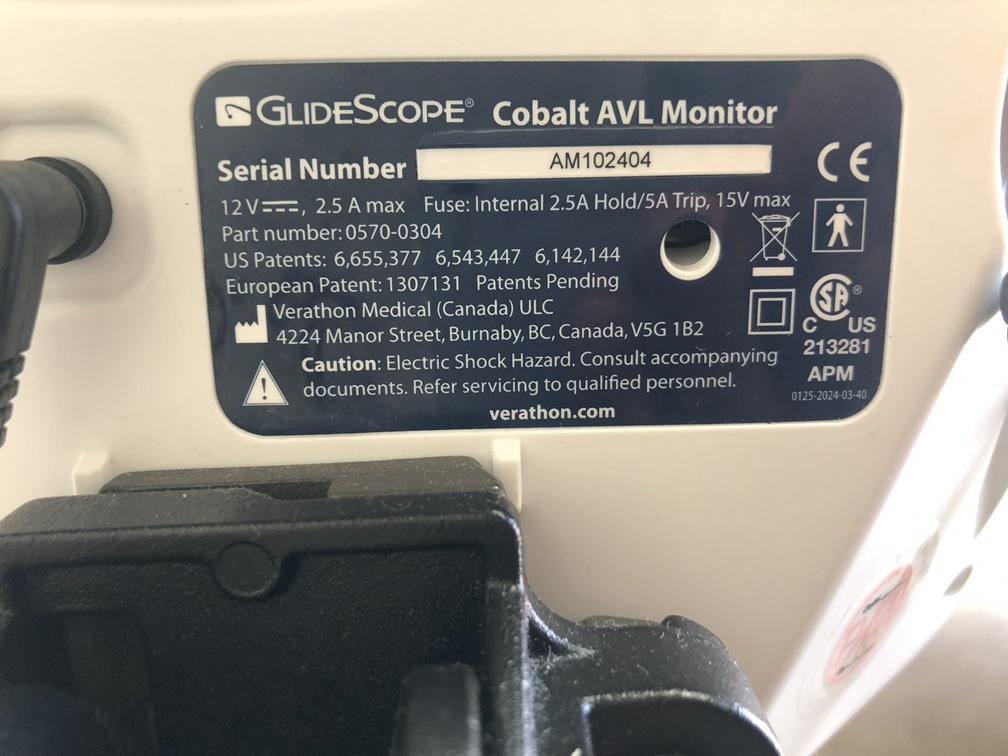 GLIDESCOPE® Cobalt AVL Monitor
Serial Number AM102404
12 V⎓, 2.5 A max Fuse: Internal 2.5A Hold/5A Trip, 15V max
Part number: 0570-0304
US Patents: 6,655,377 6,543,447 6,142,144
European Patent: 1307131 Patents Pending
Verathon Medical (Canada) ULC
4224 Manor Street, Burnaby, BC, Canada, V5G 1B2
Caution: Electric Shock Hazard. Consult accompanying
documents. Refer servicing to qualified personnel.
verathon.com
CE
SA®
C US
213281
APM
0125-2024-03-40